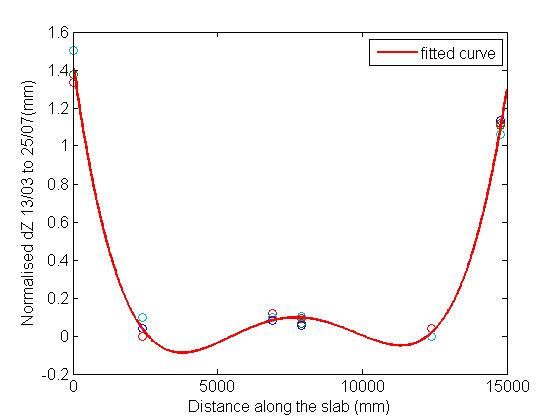 1.6
fitted curve
1.4
1.2
1
0.8
0.6
0.4
0.2
0
-0.2
Normalised dZ 13/03 to 25/07(mm)
0 5000 10000 15000
Distance along the slab (mm)